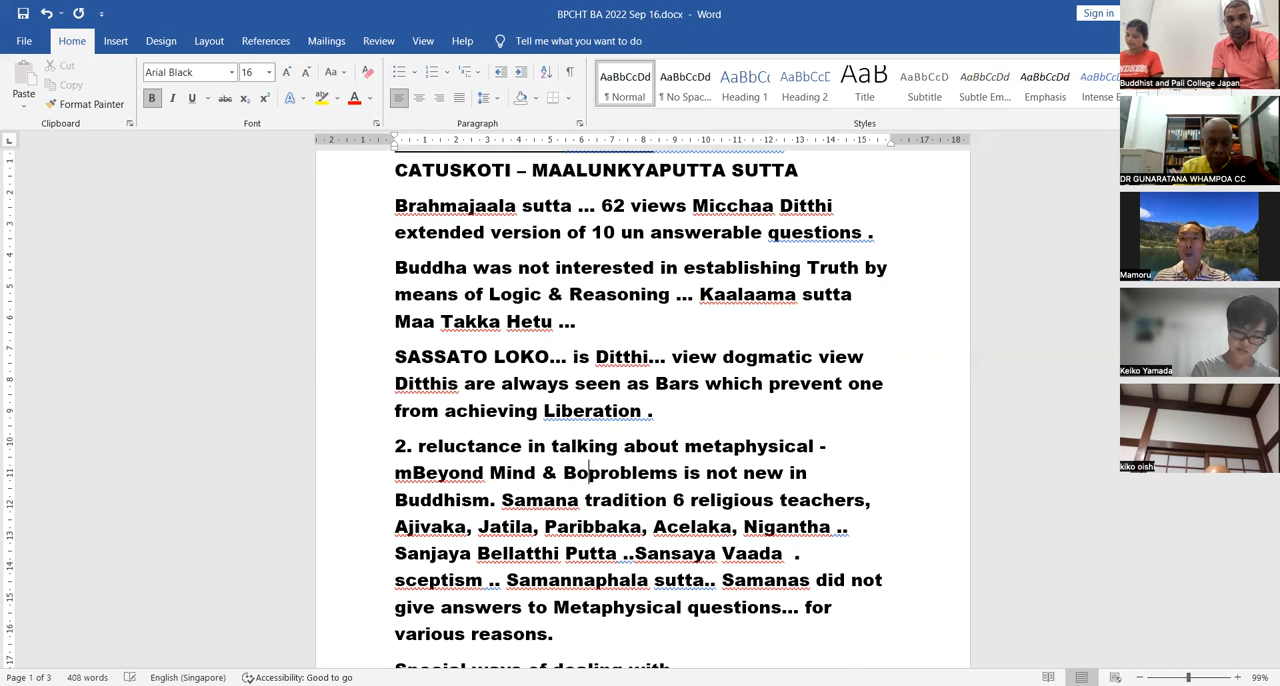 BPCHT BA 2022 Sep 16.docx - Word
Sign in
File Home Insert Design Layout References Mailings Review View Help Tell me what you want to do
Paste
Cut
Copy
Format Painter
Clipboard
Arial Black 16
Font
Paragraph
AaBbCcDd AaBbCcDd AaBbCc AaBbCcD AaB AaBbCcDd AaBbCcDd AaBbCcDd
¶ Normal ¶ No Spac... Heading 1 Heading 2 Title Subtitle Subtle Em... Emphasis Intense E
Styles
CATUSKOTI – MAALUNKYAPUTTA SUTTA
Brahmajaala sutta ... 62 views Micchaa Ditthi
extended version of 10 un answerable questions .
Buddha was not interested in establishing Truth by
means of Logic & Reasoning ... Kaalaama sutta
Maa Takka Hetu ...
SASSATO LOKO... is Ditthi... view dogmatic view
Ditthis are always seen as Bars which prevent one
from achieving Liberation .
2. reluctance in talking about metaphysical -
mBeyond Mind & Boproblems is not new in
Buddhism. Samana tradition 6 religious teachers,
Ajivaka, Jatila, Paribbaka, Acelaka, Nigantha ..
Sanjaya Bellatthi Putta ..Sansaya Vaada .
sceptism .. Samannaphala sutta.. Samanas did not
give answers to Metaphysical questions... for
various reasons.
Special ways of dealing with
Page 1 of 3 408 words English (Singapore) Accessibility: Good to go 99%
Buddhist and Pali College Japan
DR GUNARATANA WHAMPOA CC
Mamoru
Keiko Yamada
kiko oishi